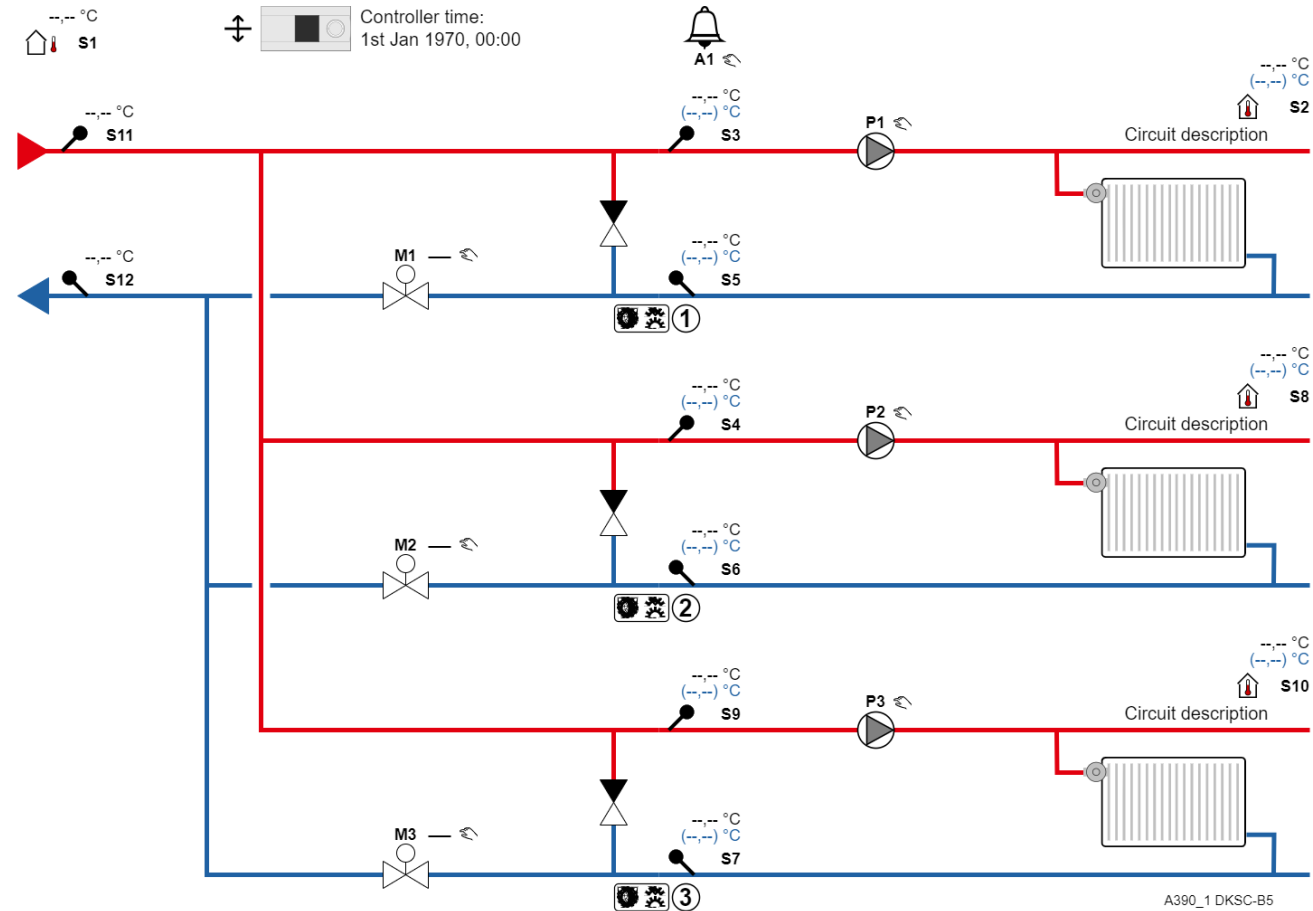 --,-- °C
S1
Controller time:
1st Jan 1970, 00:00
A1
--,-- °C
(--,--) °C
S2
--,-- °C
S11
--,-- °C
(--,--) °C
S3
P1
Circuit description
--,-- °C
S12
M1
--,-- °C
(--,--) °C
S5
1
--,-- °C
(--,--) °C
S8
--,-- °C
(--,--) °C
S4
P2
Circuit description
M2
--,-- °C
(--,--) °C
S6
2
--,-- °C
(--,--) °C
S10
--,-- °C
(--,--) °C
S9
P3
Circuit description
M3
--,-- °C
(--,--) °C
S7
3
A390_1 DKSC-B5